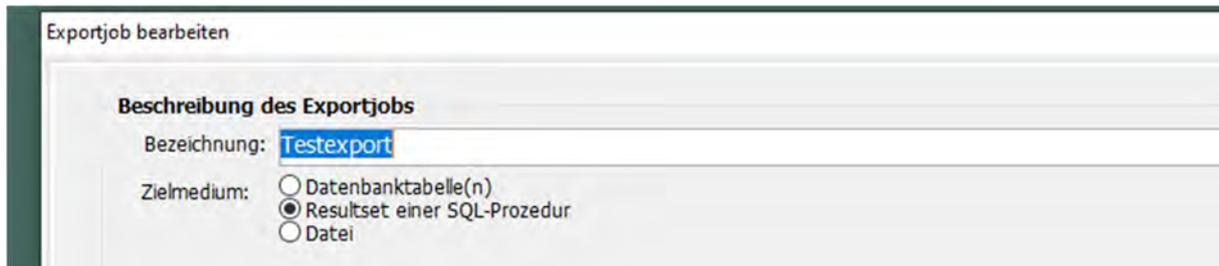 Exportjob bearbeiten
Beschreibung des Exportjobs
Bezeichnung: Testexport
Zielmedium: Datenbanktabelle(n)
Resultset einer SQL-Prozedur
Datei